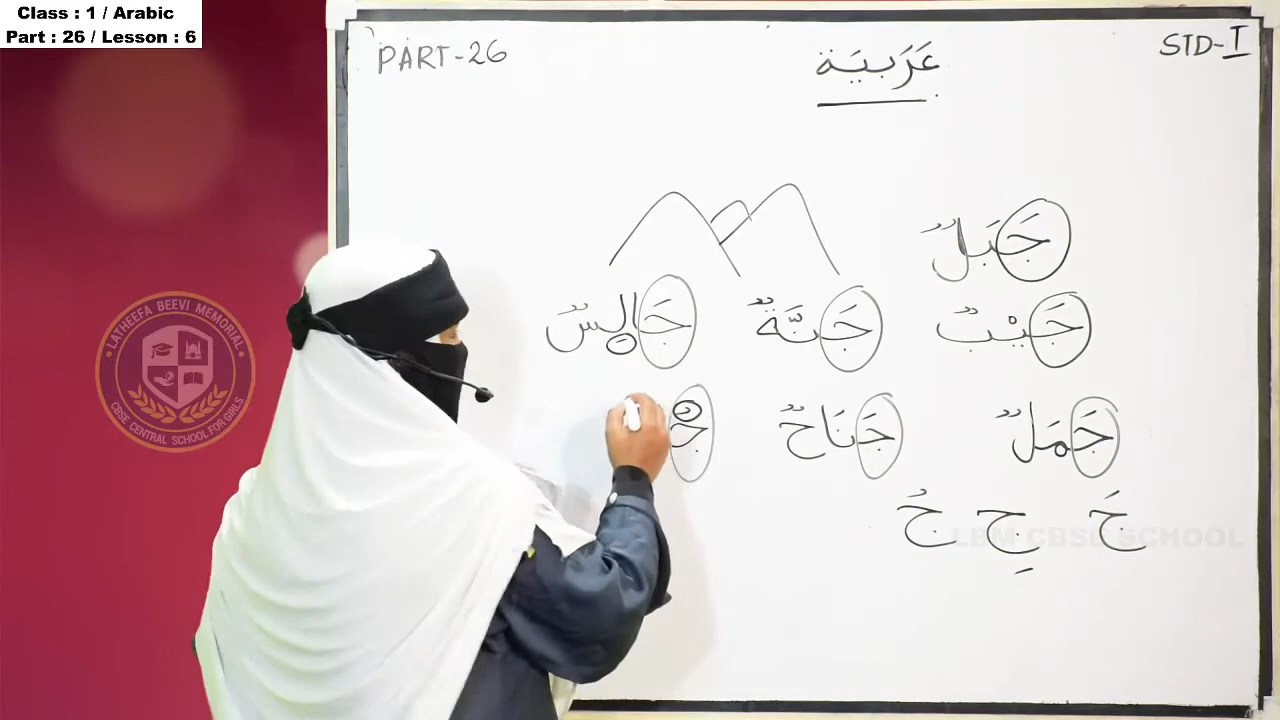 Class : 1 / Arabic
Part : 26 / Lesson : 6
PART-26
عَرَبيَة
STD-I
جَبَلٌ
جَيْبٌ جَنَّةٌ جَالِسٌ
جَمَلٌ جَنَاحٌ جُ
جَ جِ جُ
LATHEEFA BEEVI MEMORIAL
CBSE CENTRAL SCHOOL FOR GIRLS
LBM CBSE SCHOOL